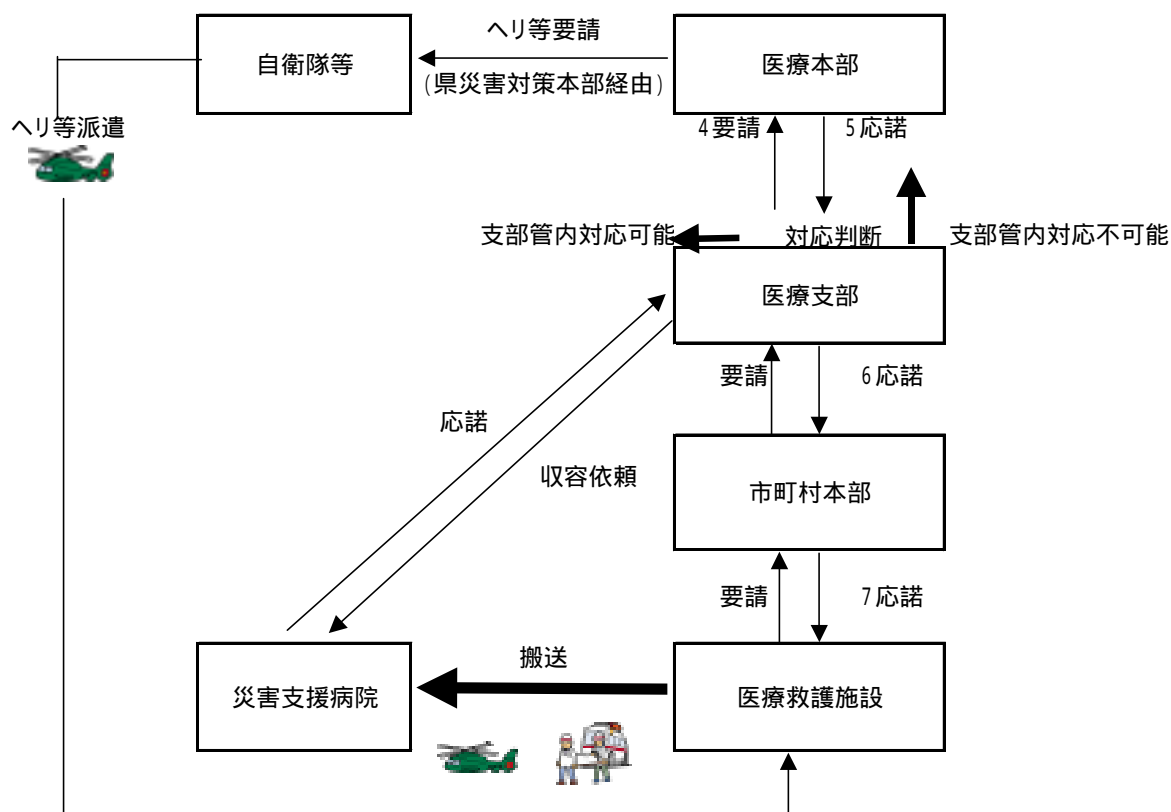 自衛隊等
ヘリ等要請
(県災害対策本部経由)
医療本部
ヘリ等派遣
4要請
5応諾
支部管内対応可能
対応判断
支部管内対応不可能
医療支部
要請
6応諾
応諾
収容依頼
市町村本部
要請
7応諾
搬送
災害支援病院
医療救護施設